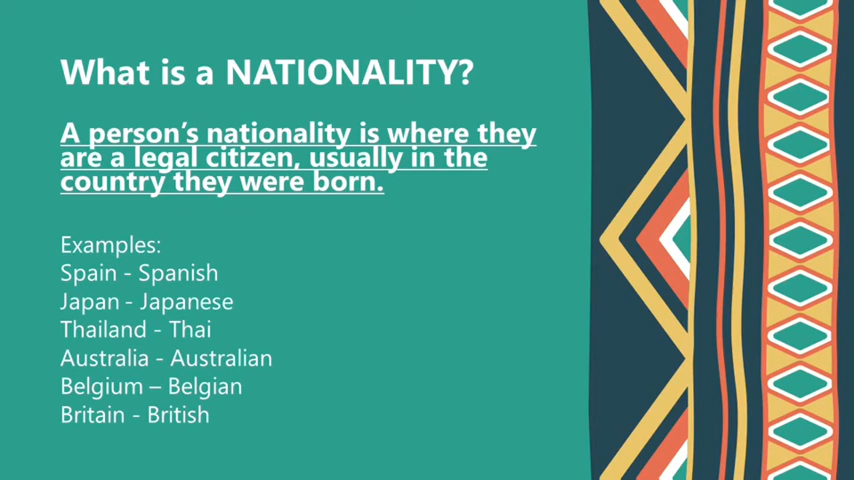 What is a NATIONALITY?
A person’s nationality is where they
are a legal citizen, usually in the
country they were born.
Examples:
Spain - Spanish
Japan - Japanese
Thailand - Thai
Australia - Australian
Belgium – Belgian
Britain - British